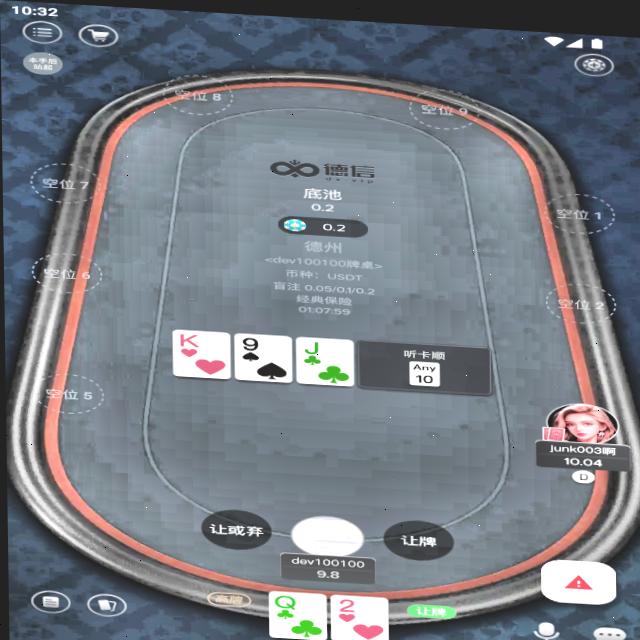 10:32
本手后
站起
空位 8
空位 9
德信
dx.vip
空位 7
底池
0.2
空位 1
0.2
德州
<dev100100牌桌>
空位 6
币种：USDT
盲注 0.05/0.1/0.2
空位 2
经典保险
01:07:59
K
9
J
听卡顺
Any
10
空位 5
junk003啊
10.04
D
让或弃
让牌
dev100100
9.8
Q
2
让牌